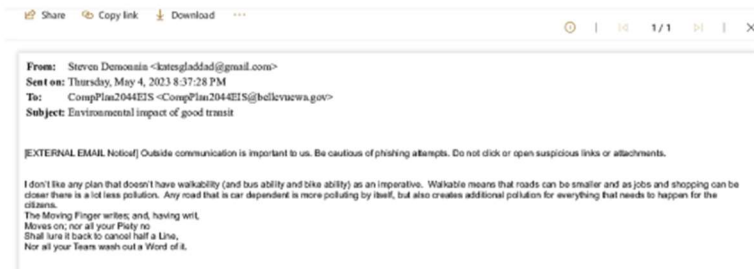 Share Copy link Download ...
1/1
From: Steven Demonnin <katesgladdad@gmail.com>
Sent on: Thursday, May 4, 2023 8:37:28 PM
To: CompPlan2044EIS <CompPlan2044EIS@bellevuewa.gov>
Subject: Environmental impact of good transit
[EXTERNAL EMAIL Notice!] Outside communication is important to us. Be cautious of phishing attempts. Do not click or open suspicious links or attachments.
I don't like any plan that doesn't have walkability (and bus ability and bike ability) as an imperative. Walkable means that roads can be smaller and as jobs and shopping can be
closer there is a lot less pollution. Any road that is car dependent is more polluting by itself, but also creates additional pollution for everything that needs to happen for the
citizens.
The Moving Finger writes; and, having writ,
Moves on; nor all your Piety no
Shall lure it back to cancel half a Line,
Nor all your Tears wash out a Word of it.